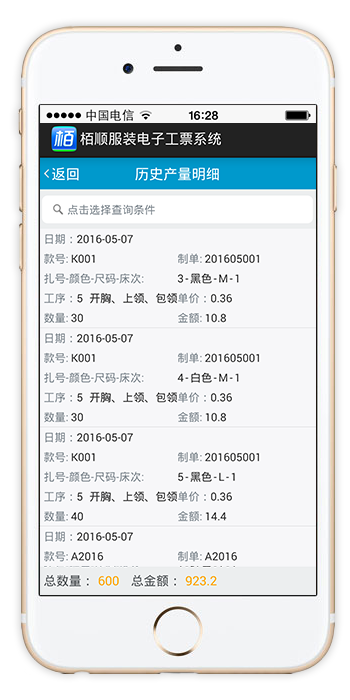 中国电信 16:28
栢 栢顺服装电子工票系统
返回 历史产量明细
点击选择查询条件
日期：2016-05-07
款号: K001 制单: 201605001
扎号-颜色-尺码-床次: 3-黑色-M-1
工序：5 开胸、上领、包领 单价：0.36
数量: 30 金额: 10.8
日期：2016-05-07
款号: K001 制单: 201605001
扎号-颜色-尺码-床次: 4-白色-M-1
工序：5 开胸、上领、包领 单价：0.36
数量: 30 金额: 10.8
日期：2016-05-07
款号: K001 制单: 201605001
扎号-颜色-尺码-床次: 5-黑色-L-1
工序：5 开胸、上领、包领 单价：0.36
数量: 40 金额: 14.4
日期：2016-05-07
款号: A2016 制单: A2016
总数量： 600 总金额： 923.2